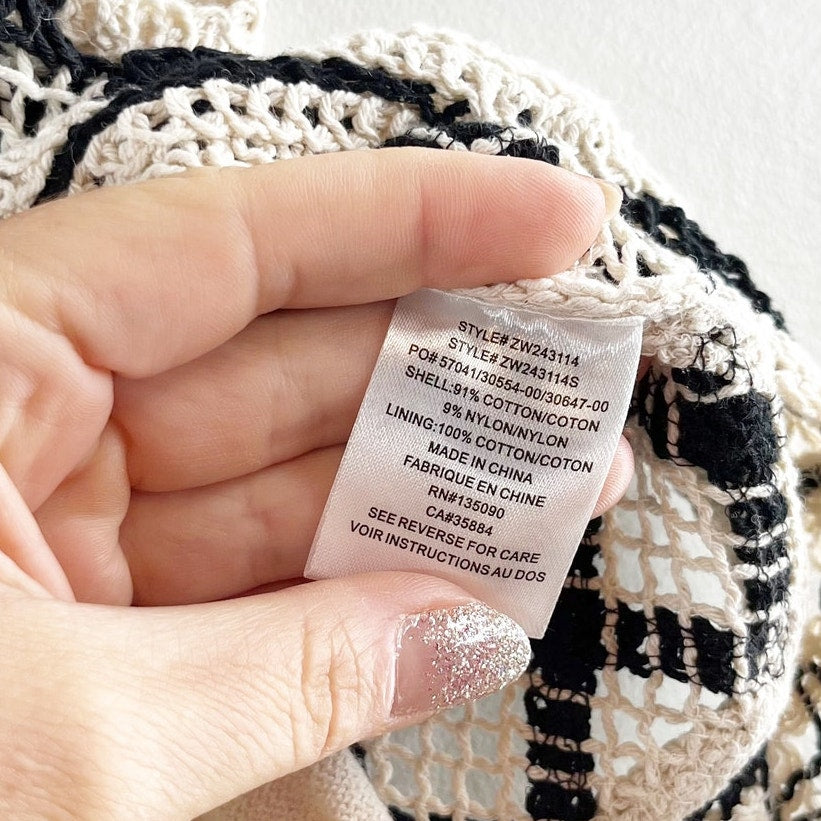 STYLE# ZW243114
STYLE# ZW243114S
PO# 57041/30554-00/30647-00
SHELL:91% COTTON/COTON
9% NYLON/NYLON
LINING:100% COTTON/COTON
MADE IN CHINA
FABRIQUE EN CHINE
RN#135090
CA#35884
SEE REVERSE FOR CARE
VOIR INSTRUCTIONS AU DOS